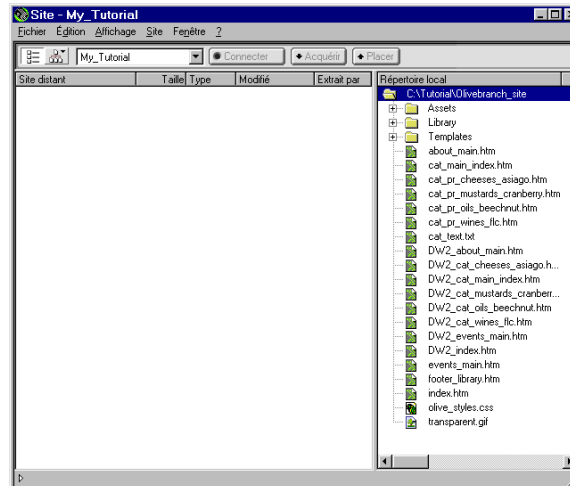 Site - My_Tutorial
Fichier Édition Affichage Site Fenêtre ?
My_Tutorial Connecter Acquérir Placer
Site distant Taille Type Modifié Extrait par Répertoire local
C:\Tutorial\Olivebranch_site
Assets
Library
Templates
about_main.htm
cat_main_index.htm
cat_pr_cheeses_asiago.htm
cat_pr_mustards_cranberry.htm
cat_pr_oils_beechnut.htm
cat_pr_wines_flc.htm
cat_text.txt
DW2_about_main.htm
DW2_cat_cheeses_asiago.h...
DW2_cat_main_index.htm
DW2_cat_mustards_cranberr...
DW2_cat_oils_beechnut.htm
DW2_cat_wines_flc.htm
DW2_events_main.htm
DW2_index.htm
events_main.htm
footer_library.htm
index.htm
olive_styles.css
transparent.gif